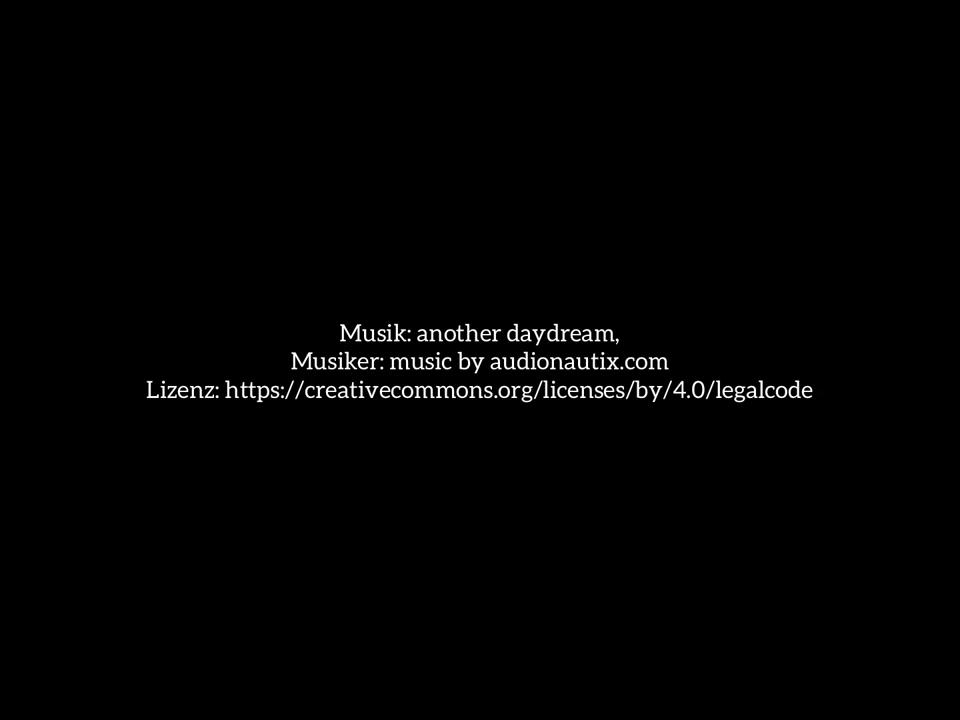 Musik: another daydream,
Musiker: music by audionautix.com
Lizenz: https://creativecommons.org/licenses/by/4.0/legalcode